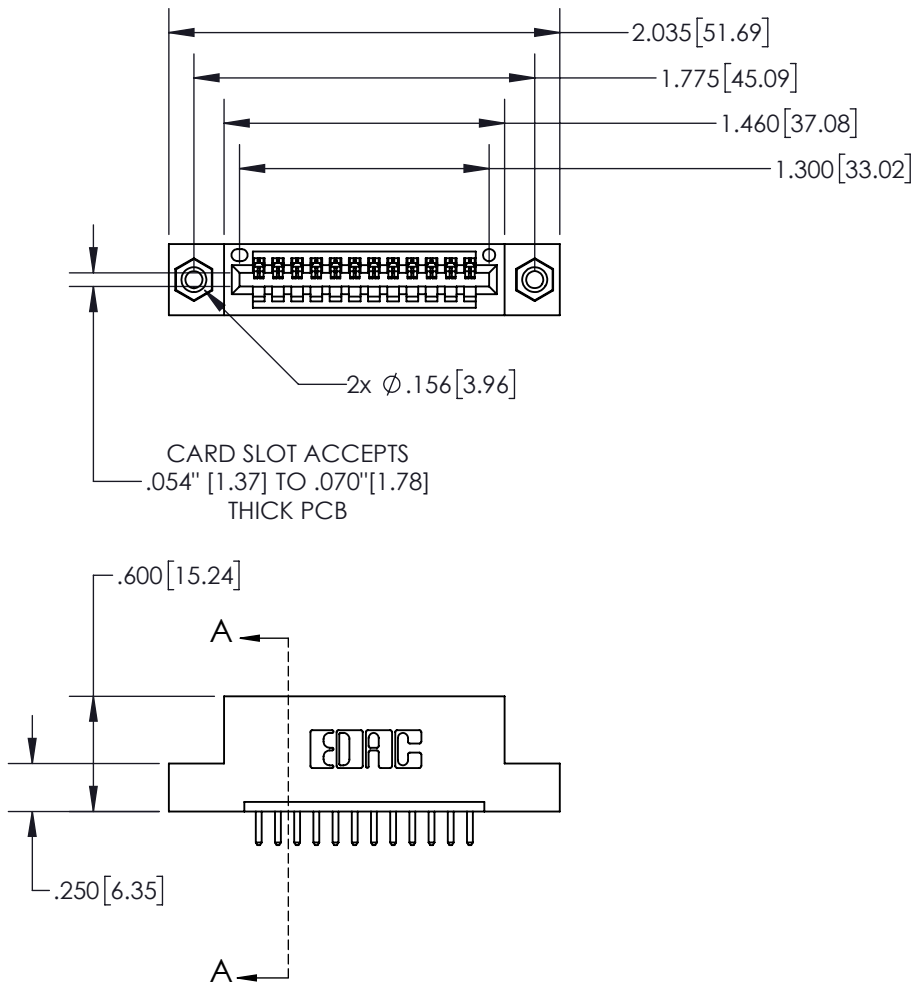 2.035[51.69]
1.775[45.09]
1.460[37.08]
1.300[33.02]
2x ∅.156[3.96]
CARD SLOT ACCEPTS
.054" [1.37] TO .070"[1.78]
THICK PCB
.600[15.24]
A
EDAC
.250[6.35]
A